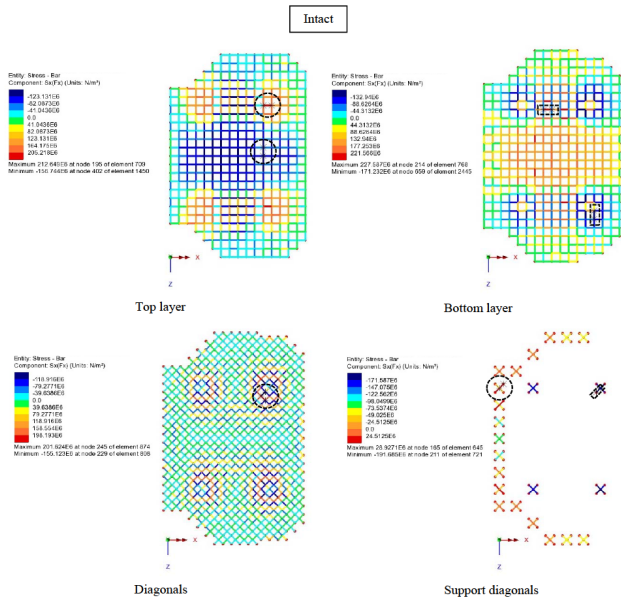 Intact
Entity: Stress - Bar
Component: Sx(Fx) (Units: N/m²)
-123.131E6
-82.0873E6
-41.0436E6
0.0
41.0436E6
82.0873E6
123.131E6
164.175E6
205.218E6
Maximum 212.648E6 at node 195 of element 709
Minimum -156.744E6 at node 402 of element 1450
X
Z
Top layer
Entity: Stress - Bar
Component: Sx(Fx) (Units: N/m²)
-132.94E6
-88.6264E6
-44.3132E6
0.0
44.3132E6
88.6264E6
132.94E6
177.253E6
221.566E6
Maximum 227.587E6 at node 214 of element 768
Minimum -171.232E6 at node 659 of element 2445
X
Z
Bottom layer
Entity: Stress - Bar
Component: Sx(Fx) (Units: N/m²)
-118.916E6
-79.2771E6
-39.6386E6
0.0
39.6386E6
79.2771E6
118.916E6
158.554E6
198.193E6
Maximum 201.624E6 at node 245 of element 874
Minimum -155.123E6 at node 229 of element 806
X
Z
Diagonals
Entity: Stress - Bar
Component: Sx(Fx) (Units: N/m²)
-171.587E6
-147.075E6
-122.562E6
-98.0499E6
-73.5374E6
-49.025E6
-24.5125E6
0.0
24.5125E6
Maximum 28.9271E6 at node 165 of element 648
Minimum -191.685E6 at node 211 of element 721
X
Z
Support diagonals